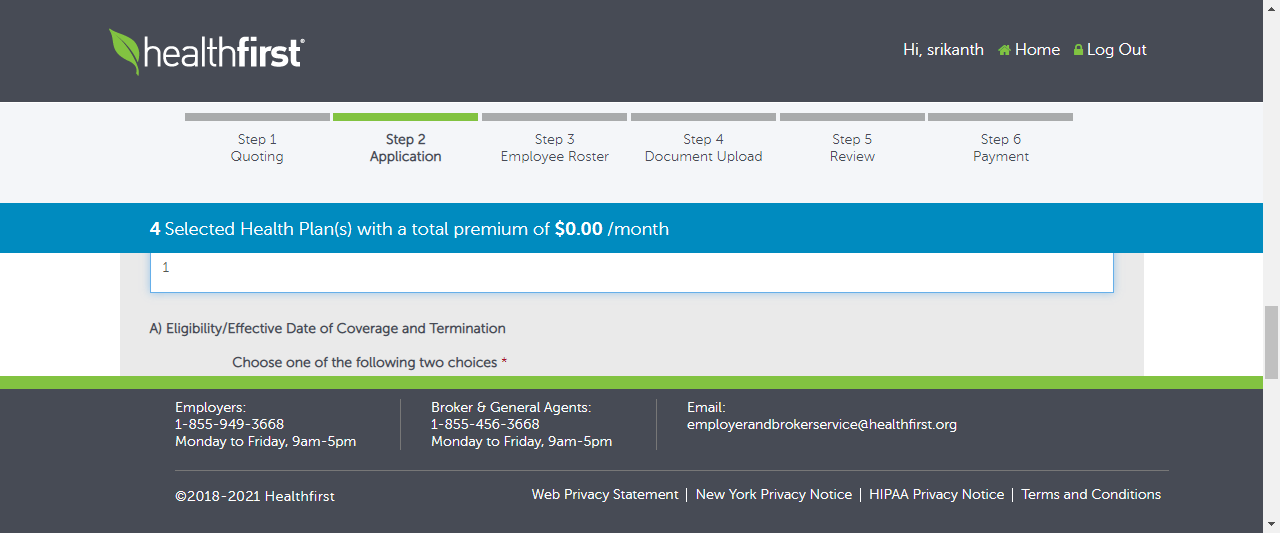 healthfirst®
Hi, srikanth Home Log Out
Step 1
Quoting
Step 2
Application
Step 3
Employee Roster
Step 4
Document Upload
Step 5
Review
Step 6
Payment
4 Selected Health Plan(s) with a total premium of $0.00 /month
1
A) Eligibility/Effective Date of Coverage and Termination
Choose one of the following two choices *
Employers:
1-855-949-3668
Monday to Friday, 9am-5pm
Broker & General Agents:
1-855-456-3668
Monday to Friday, 9am-5pm
Email:
employerandbrokerservice@healthfirst.org
©2018-2021 Healthfirst
Web Privacy Statement | New York Privacy Notice | HIPAA Privacy Notice | Terms and Conditions